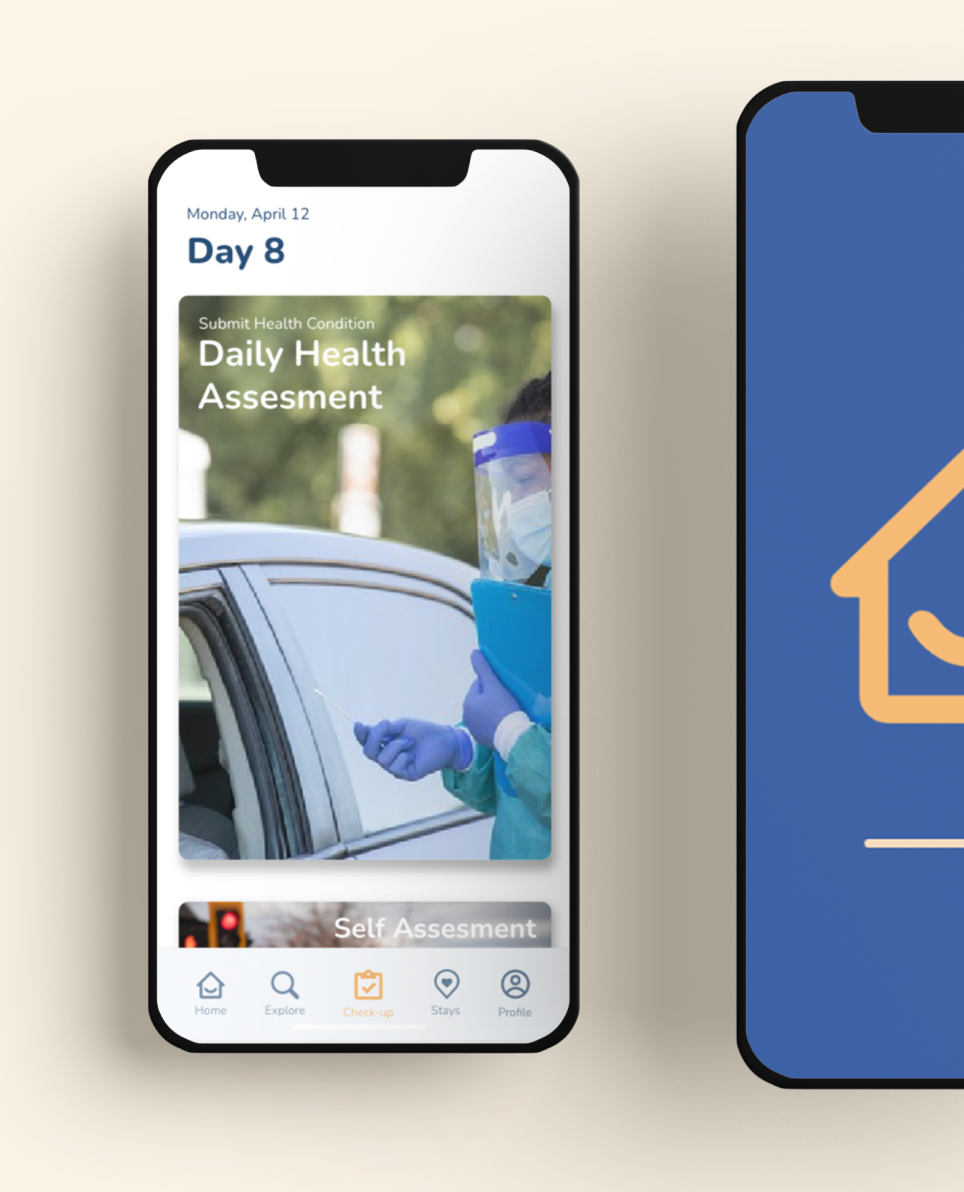 Monday, April 12
Day 8
Submit Health Condition
Daily Health
Assesment
Self Assesment
Home
Explore
Check-up
Stays
Profile